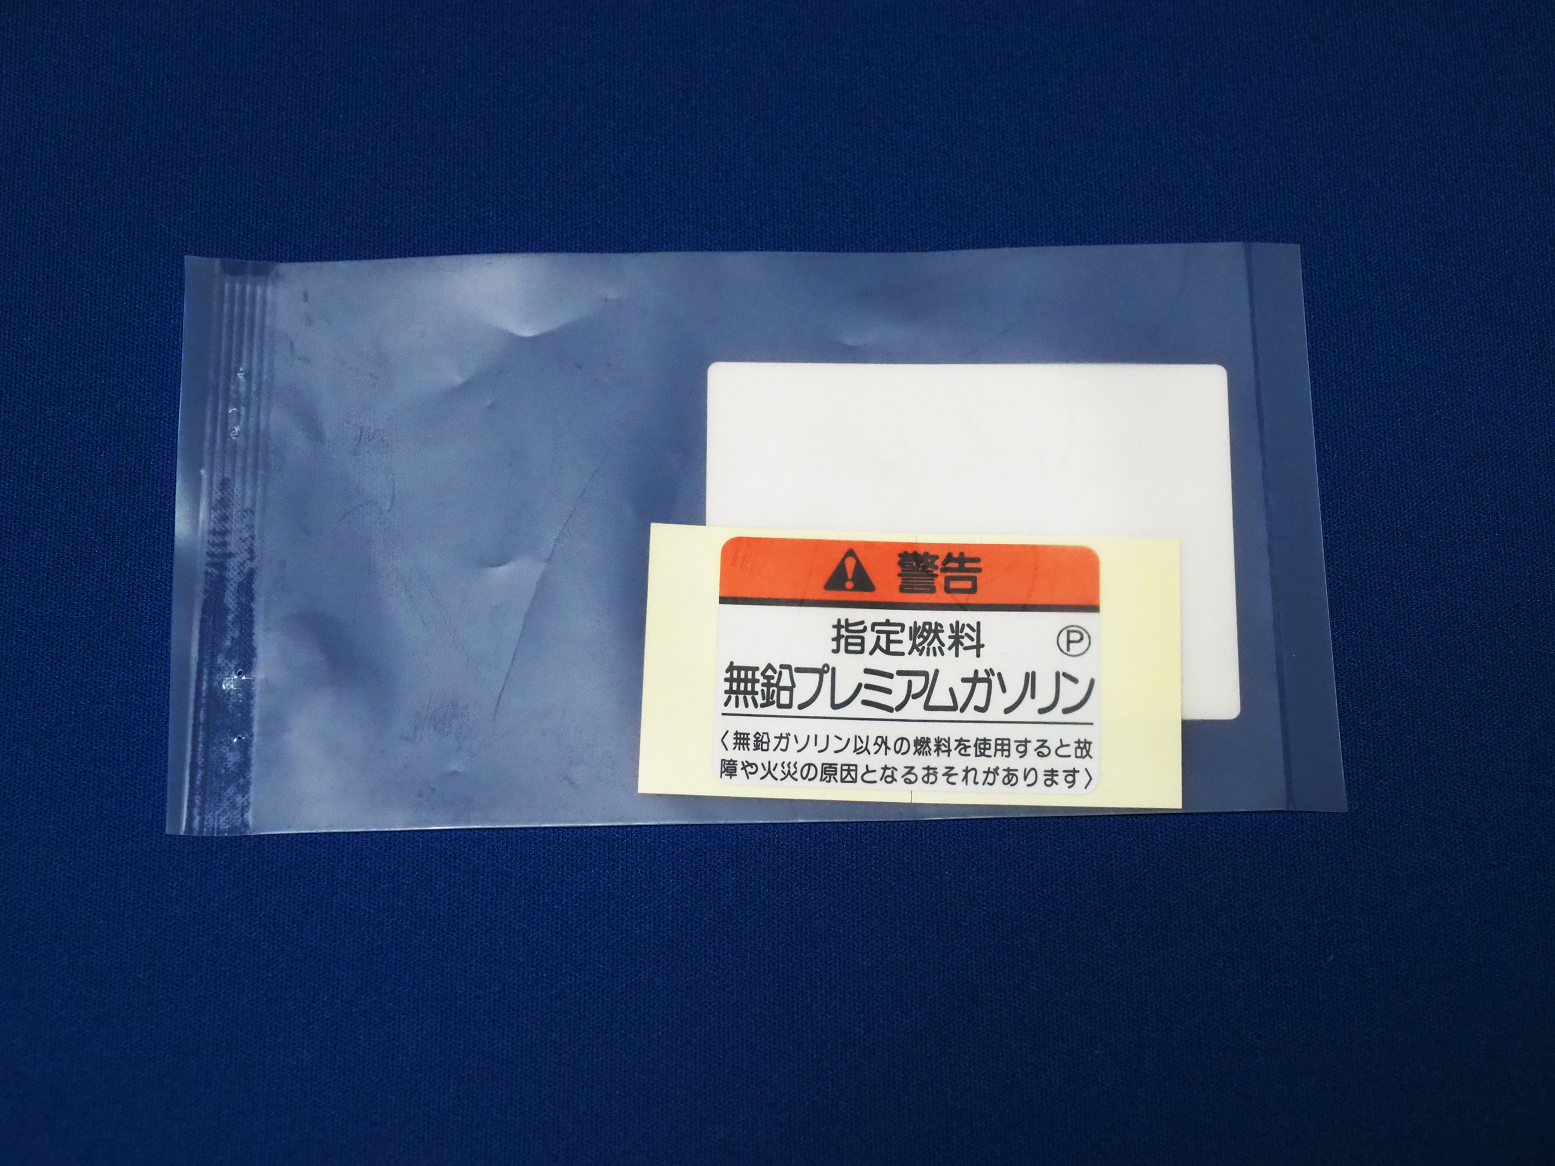 警告
指定燃料 Ⓟ
無鉛プレミアムガソリン
〈無鉛ガソリン以外の燃料を使用すると故
障や火災の原因となるおそれがあります〉